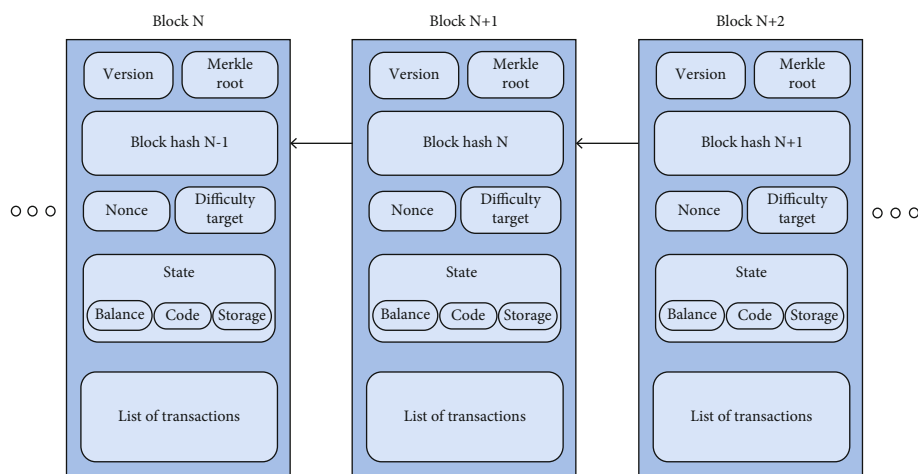 Block N
Version
Merkle
root
Block hash N-1
Nonce
Difficulty
target
State
Balance
Code
Storage
List of transactions
Block N+1
Version
Merkle
root
Block hash N
Nonce
Difficulty
target
State
Balance
Code
Storage
List of transactions
Block N+2
Version
Merkle
root
Block hash N+1
Nonce
Difficulty
target
State
Balance
Code
Storage
List of transactions